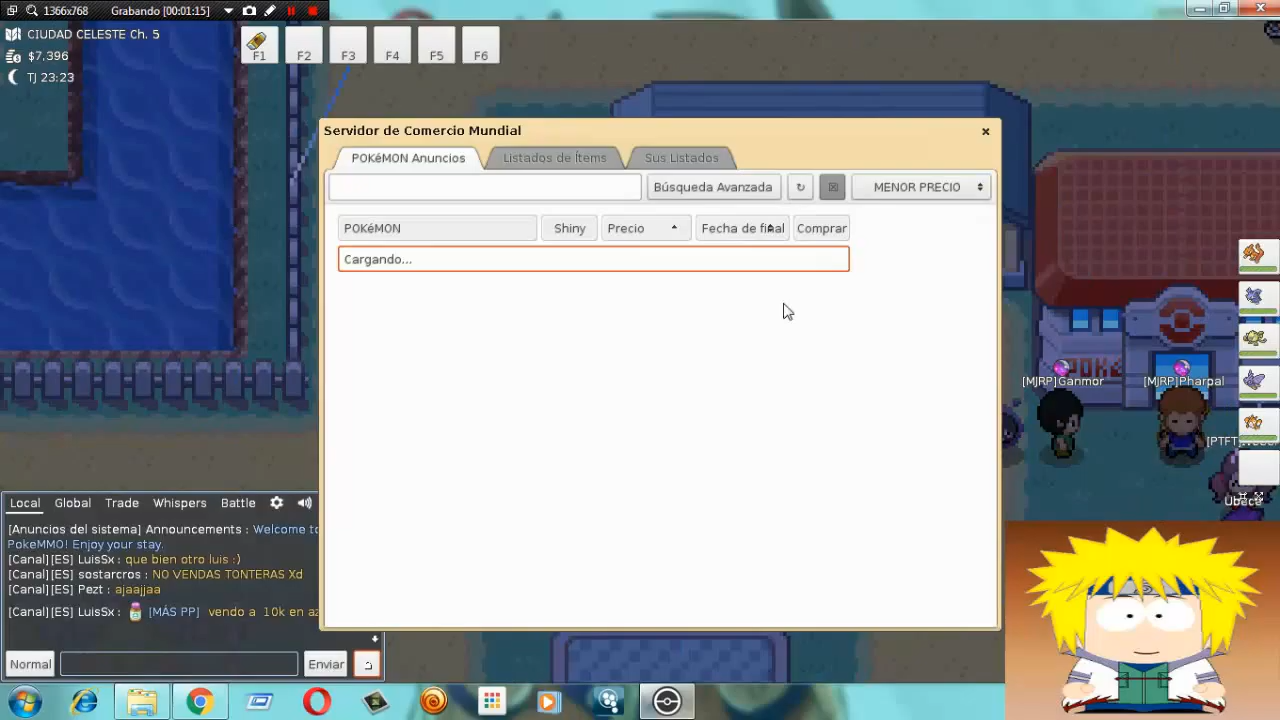 1366x768 Grabando [00:01:15]
CIUDAD CELESTE Ch. 5
$7,396
TJ 23:23
F1 F2 F3 F4 F5 F6
Servidor de Comercio Mundial
POKéMON Anuncios Listados de Ítems Sus Listados
Búsqueda Avanzada MENOR PRECIO
POKéMON Shiny Precio Fecha de final Comprar
Cargando...
[MJRP]Ganmor [MJRP]Pharpal
Local Global Trade Whispers Battle
[Anuncios del sistema] Announcements : Welcome to
PokeMMO! Enjoy your stay.
[Canal][ES] LuisSx : que bien otro luis :)
[Canal][ES] sostarcros : NO VENDAS TONTERAS Xd
[Canal][ES] Pezt : ajaajjaa
[Canal][ES] LuisSx : [MÁS PP] vendo a 10k en az
Normal Enviar